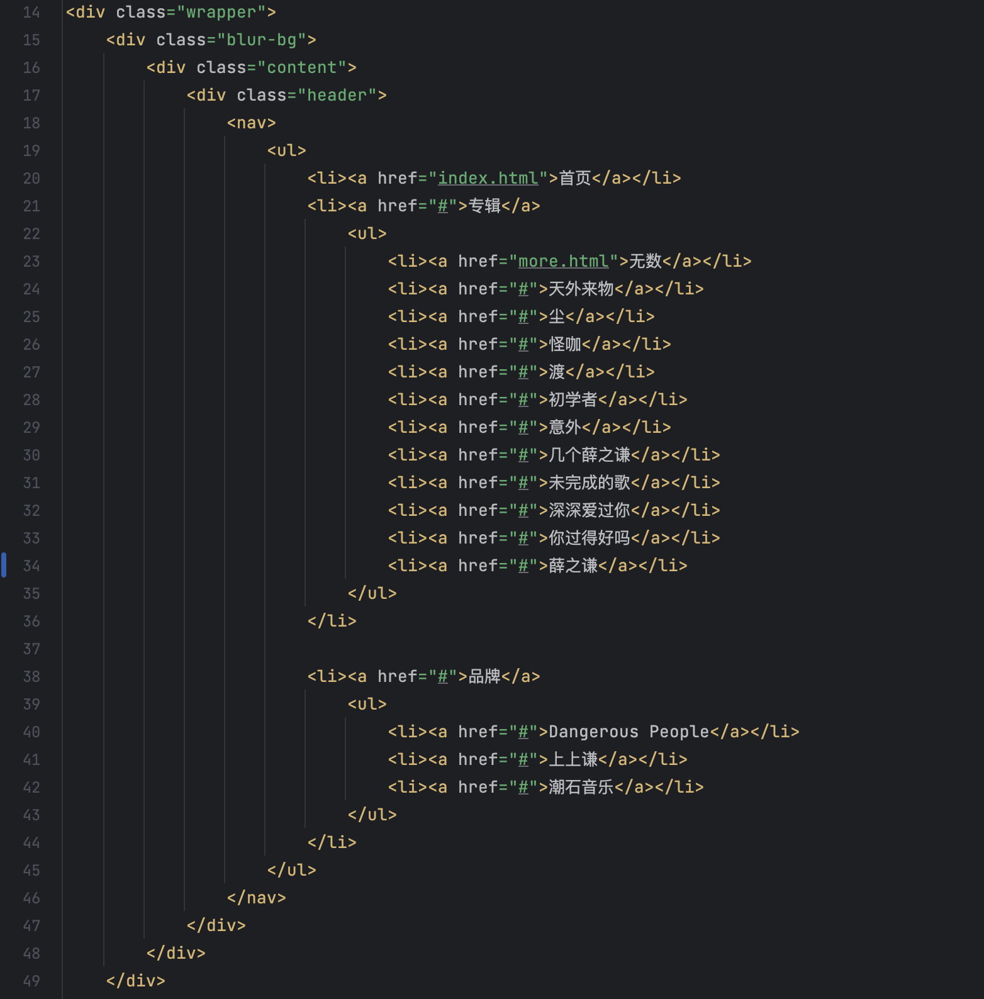 14 <div class="wrapper">
15 <div class="blur-bg">
16 <div class="content">
17 <div class="header">
18 <nav>
19 <ul>
20 <li><a href="index.html">首页</a></li>
21 <li><a href="#">专辑</a>
22 <ul>
23 <li><a href="more.html">无数</a></li>
24 <li><a href="#">天外来物</a></li>
25 <li><a href="#">尘</a></li>
26 <li><a href="#">怪咖</a></li>
27 <li><a href="#">渡</a></li>
28 <li><a href="#">初学者</a></li>
29 <li><a href="#">意外</a></li>
30 <li><a href="#">几个薛之谦</a></li>
31 <li><a href="#">未完成的歌</a></li>
32 <li><a href="#">深深爱过你</a></li>
33 <li><a href="#">你过得好吗</a></li>
34 <li><a href="#">薛之谦</a></li>
35 </ul>
36 </li>
37
38 <li><a href="#">品牌</a>
39 <ul>
40 <li><a href="#">Dangerous People</a></li>
41 <li><a href="#">上上谦</a></li>
42 <li><a href="#">潮石音乐</a></li>
43 </ul>
44 </li>
45 </ul>
46 </nav>
47 </div>
48 </div>
49 </div>